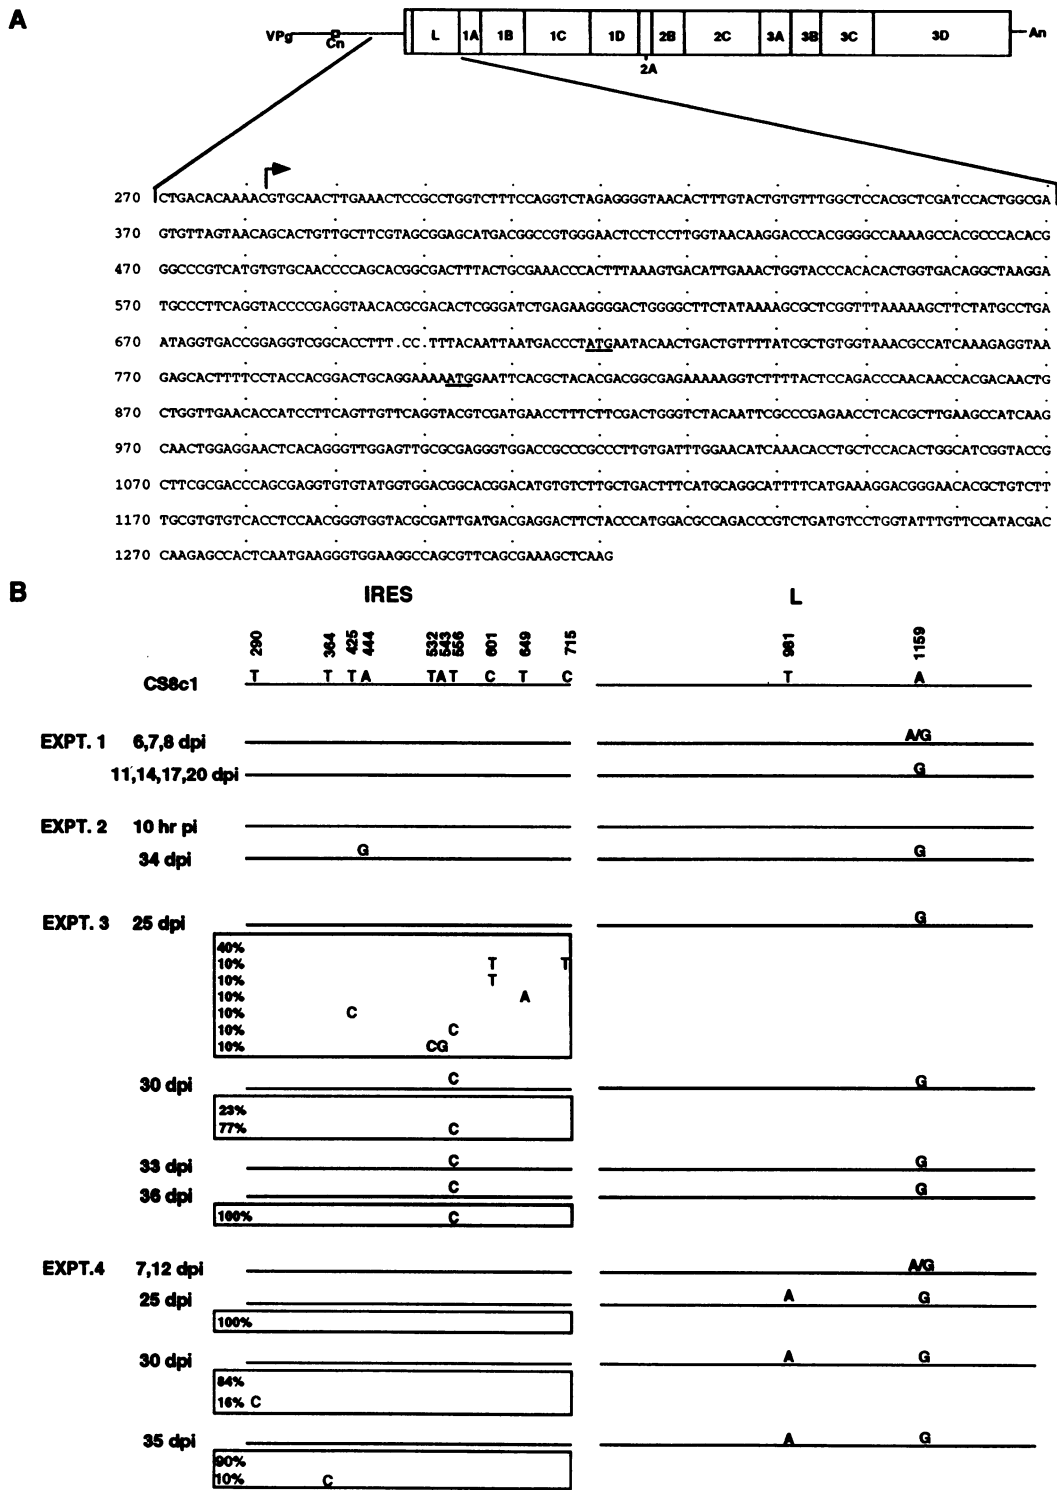 A
VPg Cn L 1A 1B 1C 1D 2B 2C 3A 3B 3C 3D An
2A
270 CTGACACAAAACGTGCAACTTGAAACTCCGCCTGGTCTTTCCAGGTCTAGAGGGGTAACACTTTGTACTGTGTTTGGCTCCACGCTCGATCCACTGGCGA
370 GTGTTAGTAACAGCACTGTTGCTTCGTAGCGGAGCATGACGGCCGTGGGAACTCCTCCTTGGTAACAAGGACCCACGGGGCCAAAAGCCACGCCCACACG
470 GGCCCGTCATGTGTGCAACCCCAGCACGGCGACTTTACTGCGAAACCCACTTTAAAGTGACATTGAAACTGGTACCCACACACTGGTGACAGGCTAAGGA
570 TGCCCTTCAGGTACCCCGAGGTAACACGCGACACTCGGGATCTGAGAAGGGGACTGGGGCTTCTATAAAAGCGCTCGGTTTAAAAAGCTTCTATGCCTGA
670 ATAGGTGACCGGAGGTCGGCACCTTT.CC.TTTACAATTAATGACCCTATGAATACAACTGACTGTTTTATCGCTGTGGTAAACGCCATCAAAGAGGTAA
770 GAGCACTTTTCCTACCACGGACTGCAGGAAAAATGGAATTCACGCTACACGACGGCGAGAAAAAGGTCTTTTACTCCAGACCCAACAACCACGACAACTG
870 CTGGTTGAACACCATCCTTCAGTTGTTCAGGTACGTCGATGAACCTTTCTTCGACTGGGTCTACAATTCGCCCGAGAACCTCACGCTTGAAGCCATCAAG
970 CAACTGGAGGAACTCACAGGGTTGGAGTTGCGCGAGGGTGGACCGCCCGCCCTTGTGATTTGGAACATCAAACACCTGCTCCACACTGGCATCGGTACCG
1070 CTTCGCGACCCAGCGAGGTGTGTATGGTGGACGGCACGGACATGTGTCTTGCTGACTTTCATGCAGGCATTTTCATGAAAGGACGGGAACACGCTGTCTT
1170 TGCGTGTGTCACCTCCAACGGGTGGTACGCGATTGATGACGAGGACTTCTACCCATGGACGCCAGACCCGTCTGATGTCCTGGTATTTGTTCCATACGAC
1270 CAAGAGCCACTCAATGAAGGGTGGAAGGCCAGCGTTCAGCGAAAGCTCAAG
B
IRES L
290 364 425 444 532 543 556 601 649 715 981 1159
CS8c1 T T T A T A T C T C T A
EXPT. 1 6,7,8 dpi A/G
11,14,17,20 dpi G
EXPT. 2 10 hr pi
34 dpi G G
EXPT. 3 25 dpi G
40%
10% T T
10% T
10% A
10% C
10% C
10% CG
30 dpi C G
23%
77% C
33 dpi C G
36 dpi C G
100% C
EXPT.4 7,12 dpi A/G
25 dpi A G
100%
30 dpi A G
84%
16% C
35 dpi A G
90%
10% C